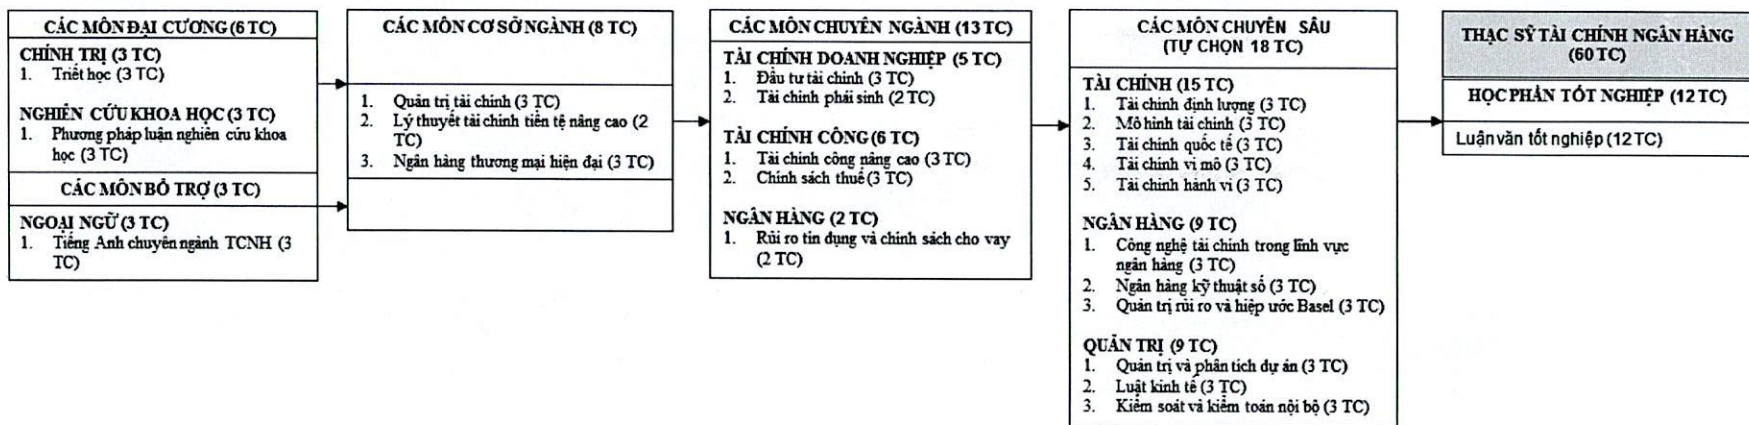 CÁC MÔN ĐẠI CƯƠNG (6 TC)
CHÍNH TRỊ (3 TC)
1. Triết học (3 TC)
NGHIÊN CỨU KHOA HỌC (3 TC)
1. Phương pháp luận nghiên cứu khoa
học (3 TC)
CÁC MÔN BỔ TRỢ (3 TC)
NGOẠI NGỮ (3 TC)
1. Tiếng Anh chuyên ngành TCNH (3
TC)
CÁC MÔN CƠ SỞ NGÀNH (8 TC)
1. Quản trị tài chính (3 TC)
2. Lý thuyết tài chính tiền tệ nâng cao (2
TC)
3. Ngân hàng thương mại hiện đại (3 TC)
CÁC MÔN CHUYÊN NGÀNH (13 TC)
TÀI CHÍNH DOANH NGHIỆP (5 TC)
1. Đầu tư tài chính (3 TC)
2. Tài chính phái sinh (2 TC)
TÀI CHÍNH CÔNG (6 TC)
1. Tài chính công nâng cao (3 TC)
2. Chính sách thuế (3 TC)
NGÂN HÀNG (2 TC)
1. Rủi ro tín dụng và chính sách cho vay
(2 TC)
CÁC MÔN CHUYÊN SÂU
(TỰ CHỌN 18 TC)
TÀI CHÍNH (15 TC)
1. Tài chính định lượng (3 TC)
2. Mô hình tài chính (3 TC)
3. Tài chính quốc tế (3 TC)
4. Tài chính vi mô (3 TC)
5. Tài chính hành vi (3 TC)
NGÂN HÀNG (9 TC)
1. Công nghệ tài chính trong lĩnh vực
ngân hàng (3 TC)
2. Ngân hàng kỹ thuật số (3 TC)
3. Quản trị rủi ro và hiệp ước Basel (3 TC)
QUẢN TRỊ (9 TC)
1. Quản trị và phân tích dự án (3 TC)
2. Luật kinh tế (3 TC)
3. Kiểm soát và kiểm toán nội bộ (3 TC)
THẠC SỸ TÀI CHÍNH NGÂN HÀNG
(60 TC)
HỌC PHẦN TỐT NGHIỆP (12 TC)
Luận văn tốt nghiệp (12 TC)